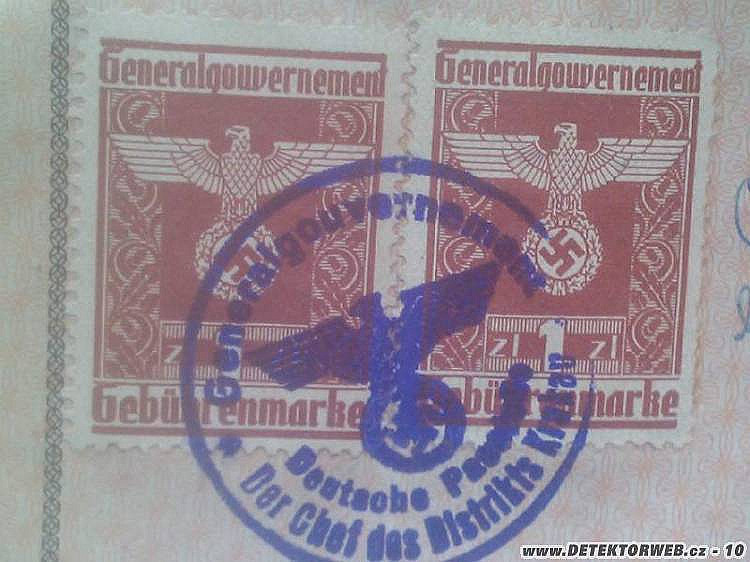 Generalgouvernement
Generalgouvernement
zl
zl 1 zl
Gebührenmarke
Gebührenmarke
Generalgouvernement
Deutsche
Der Chef des Distrikts Krakau
www.DETEKTORWEB.cz - 10